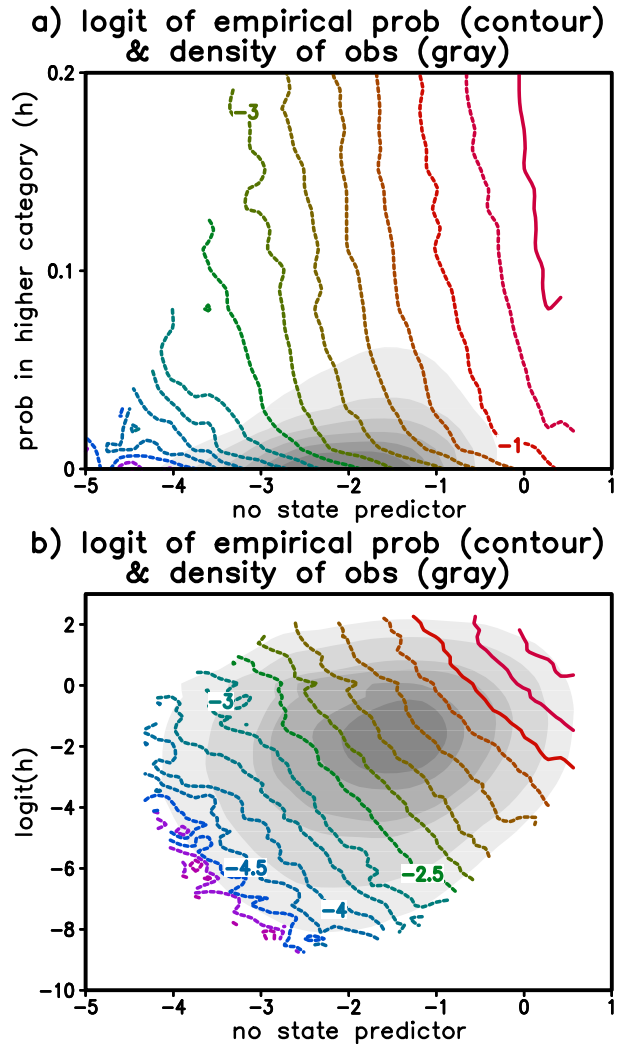 a) logit of empirical prob (contour)
& density of obs (gray)
prob in higher category (h)
0.2
0.1
0
-3
-1
-5 -4 -3 -2 -1 0 1
no state predictor
b) logit of empirical prob (contour)
& density of obs (gray)
logit(h)
2
0
-2
-4
-6
-8
-10
-3
-4.5
-2.5
-4
-5 -4 -3 -2 -1 0 1
no state predictor